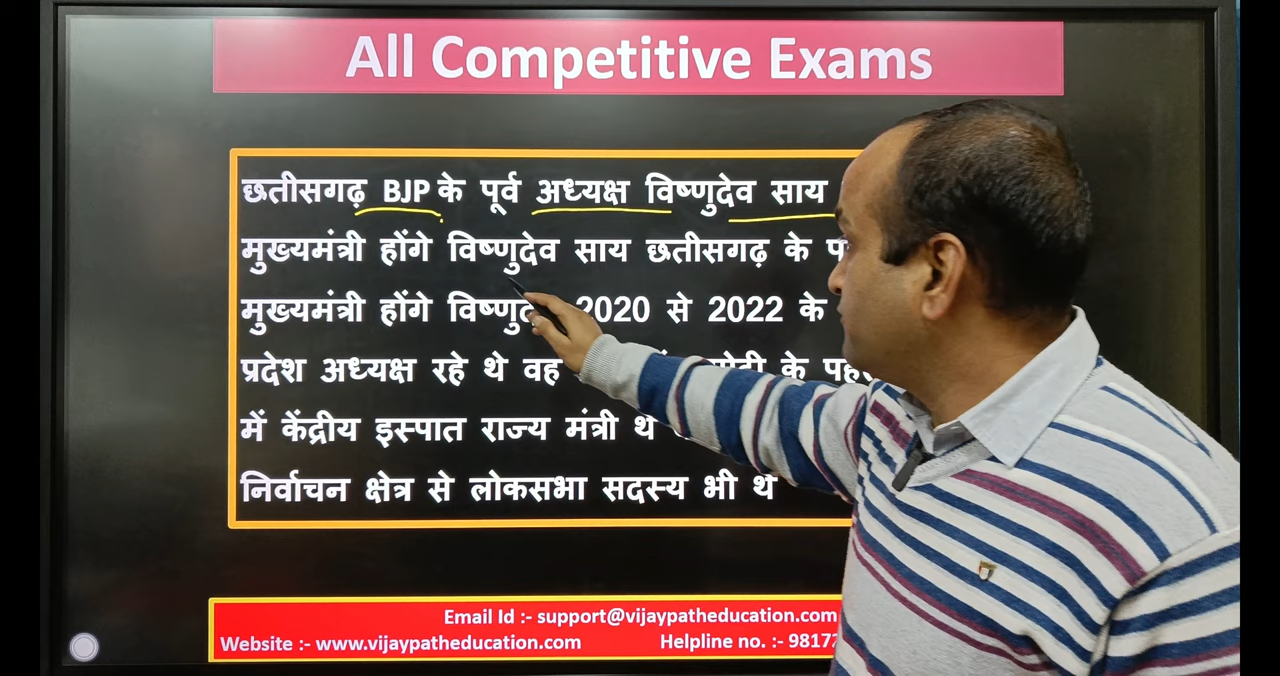 All Competitive Exams
छतीसगढ़ BJP के पूर्व अध्यक्ष विष्णुदेव साय
मुख्यमंत्री होंगे विष्णुदेव साय छतीसगढ़ के
मुख्यमंत्री होंगे 2020 से 2022 के
प्रदेश अध्यक्ष रहे थे वह के
में केंद्रीय इस्पात राज्य मंत्री थे
निर्वाचन क्षेत्र से लोकसभा सदस्य भी थे
Email Id :- support@vijaypatheducation.com
Website :- www.vijaypatheducation.com Helpline no. :-